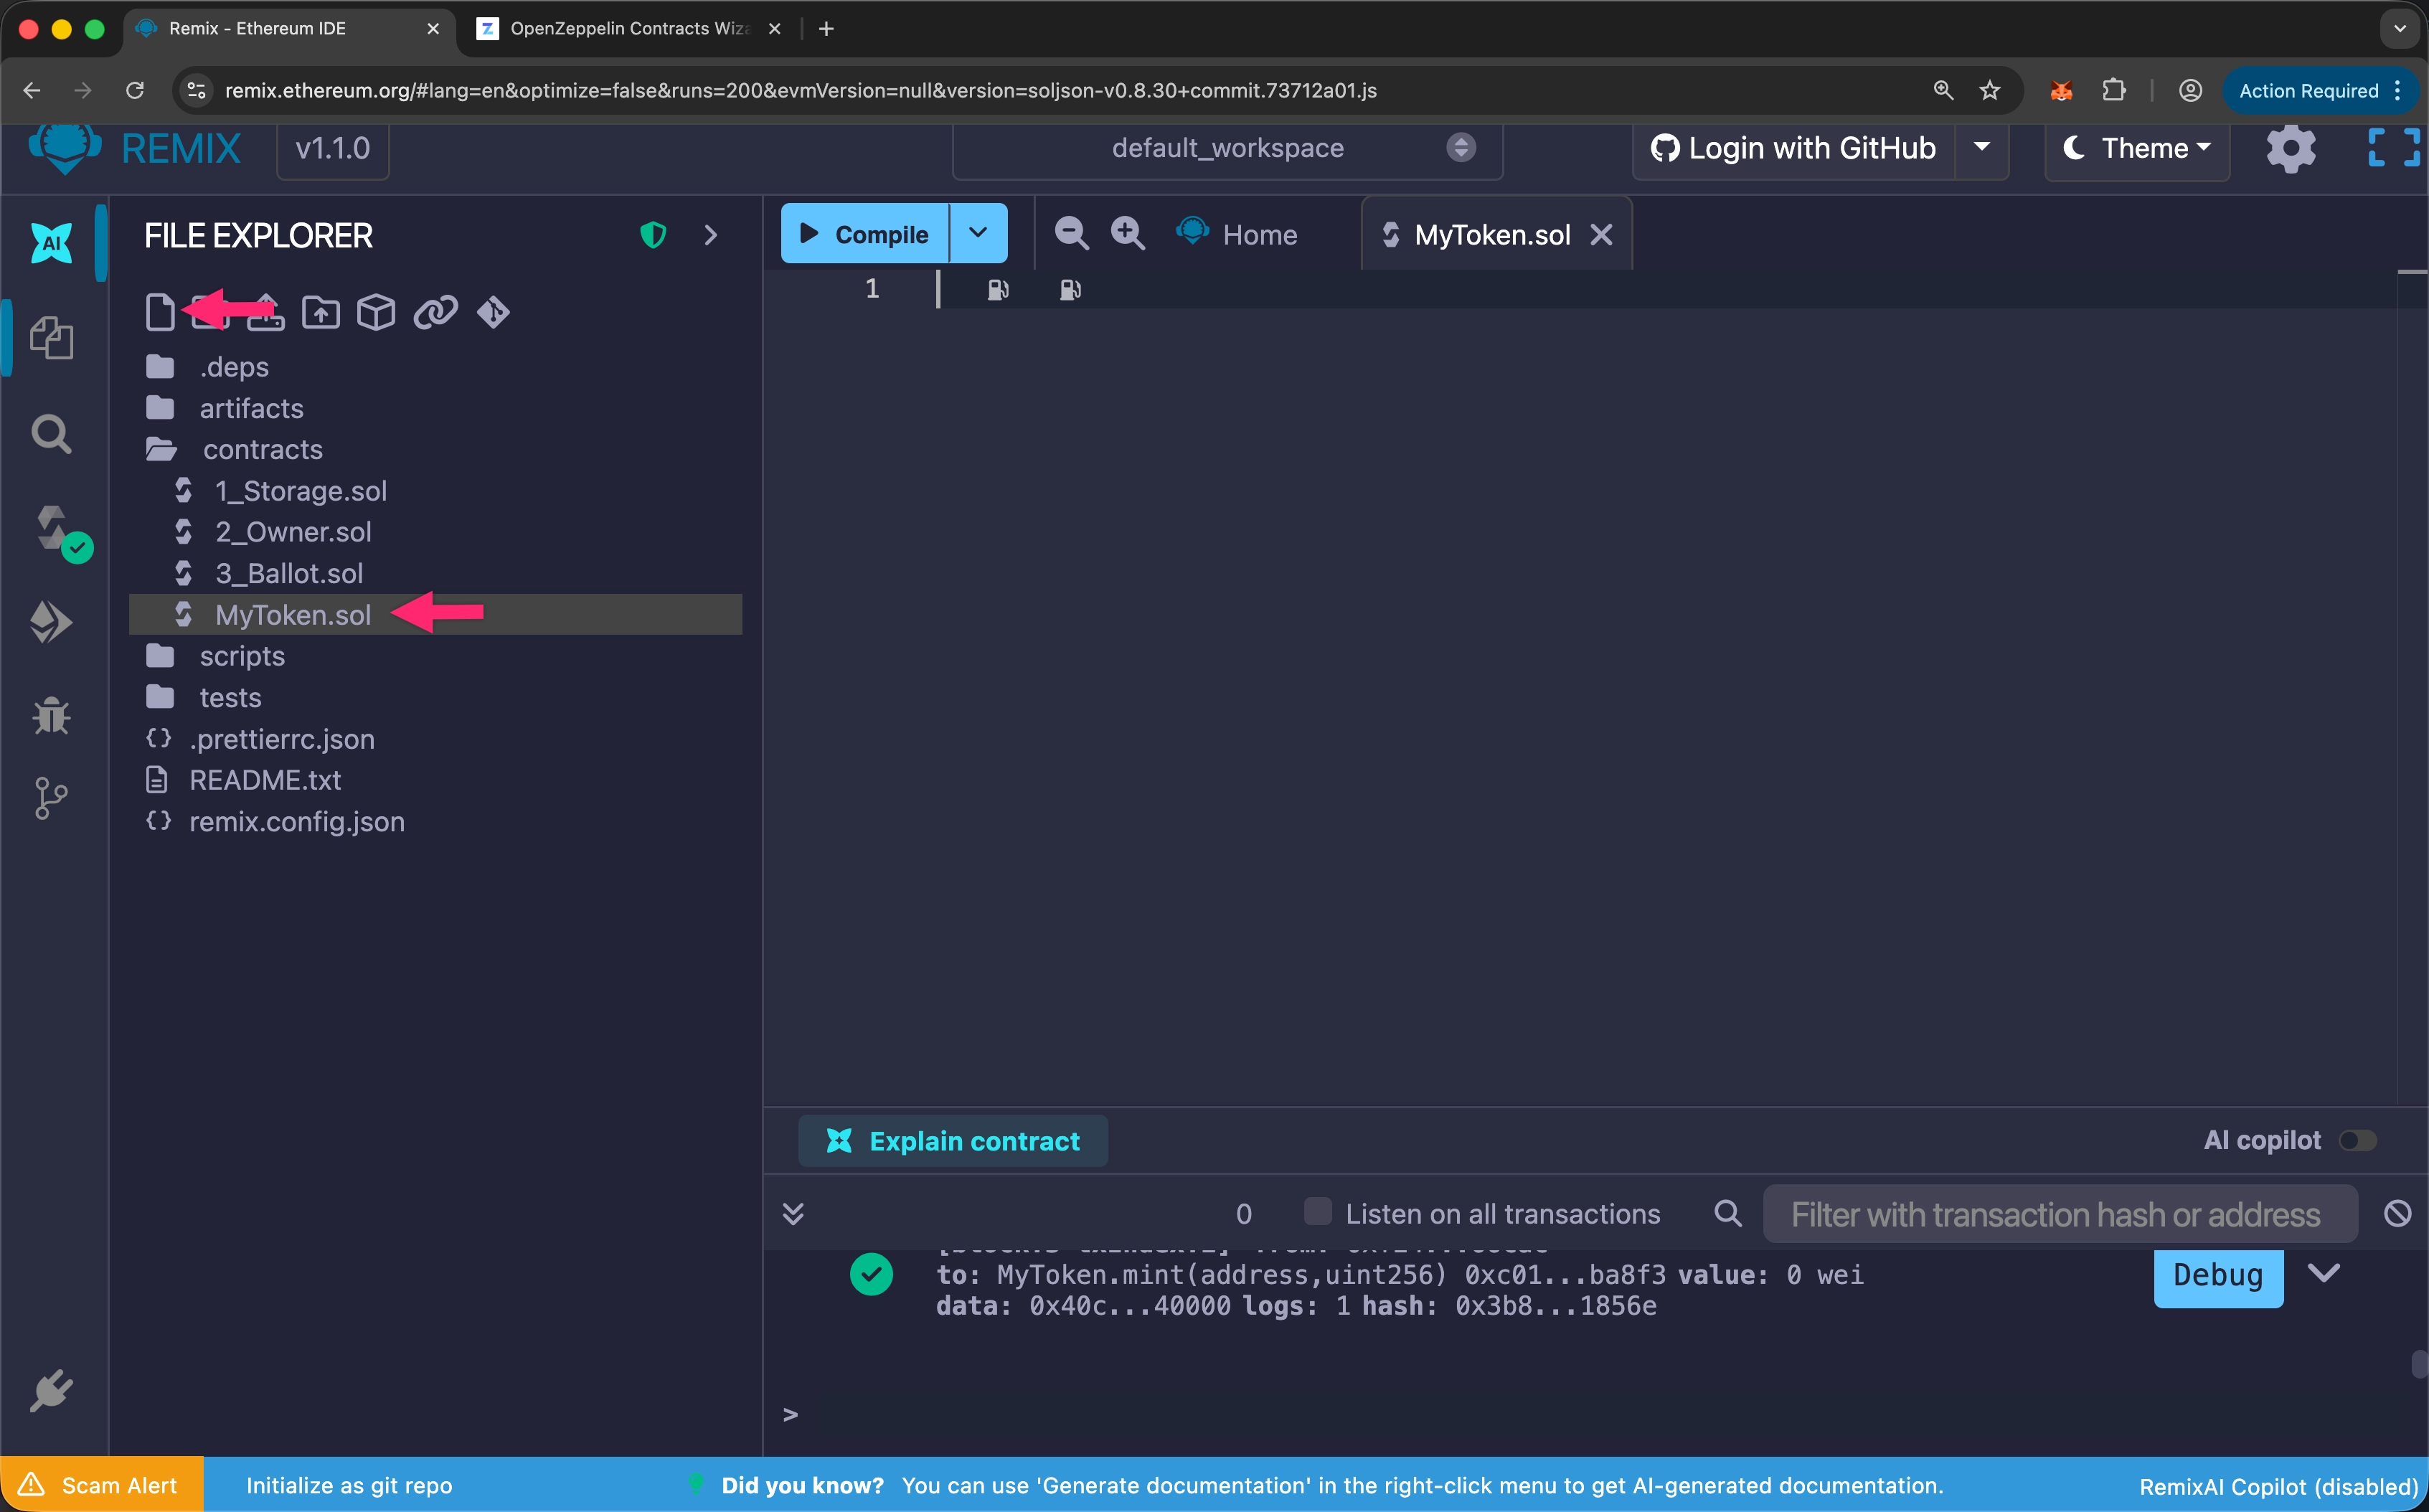 Remix - Ethereum IDE
OpenZeppelin Contracts Wiza
remix.ethereum.org/#lang=en&optimize=false&runs=200&evmVersion=null&version=soljson-v0.8.30+commit.73712a01.js
Action Required
REMIX
v1.1.0
default_workspace
Login with GitHub
Theme
AI
FILE EXPLORER
Compile
Home
MyToken.sol
1
.deps
artifacts
contracts
1_Storage.sol
2_Owner.sol
3_Ballot.sol
MyToken.sol
scripts
tests
.prettierrc.json
README.txt
remix.config.json
Explain contract
AI copilot
0
Listen on all transactions
Filter with transaction hash or address
to: MyToken.mint(address,uint256) 0xc01...ba8f3 value: 0 wei
data: 0x40c...40000 logs: 1 hash: 0x3b8...1856e
Debug
>
Scam Alert
Initialize as git repo
Did you know? You can use 'Generate documentation' in the right-click menu to get AI-generated documentation.
RemixAI Copilot (disabled)